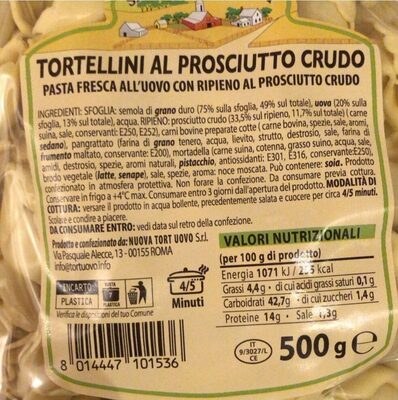 TORTELLINI AL PROSCIUTTO CRUDO
PASTA FRESCA ALL'UOVO CON RIPIENO AL PROSCIUTTO CRUDO
INGREDIENTI: SFOGLIA: semola di grano duro (75% sulla sfoglia, 49% sul totale), uova (20% sulla
sfoglia, 13% sul totale), acqua. RIPIENO: prosciutto crudo (33,5% sul ripieno, 11,7% sul totale) (carne
suina, sale, conservanti: E250, E252), carni bovine preparate cotte (carne bovina, spezie, sale, aromi,
sedano), pangrattato (farina di grano tenero, acqua, lievito, strutto, destrosio, sale, farina di
frumento maltato, conservanti: E200), mortadella (carne suina, cotenna, grasso suino, acqua, sale,
amidi, destrosio, spezie, aromi naturali, pistacchio, antiossidanti: E301, E316, conservante:E250),
brodo vegetale (latte, senape, sale, spezie, aroma: noce moscata. Può contenere: soia. Prodotto
confezionato in atmosfera protettiva. Non forare la confezione. Da consumare previa cottura.
Conservare in frigo a +4°C max. Consumare entro 3 giorni dall'apertura del prodotto. MODALITÀ DI
COTTURA: versare il prodotto in acqua bollente, precedentemente salata e cuocere per circa 4/5 minuti.
Scolare e condire a piacere.
DA CONSUMARE ENTRO: vedi data sul retro della confezione.
Prodotto e confezionato da: NUOVA TORT UOVO S.r.l.
Via Pasquale Alecce, 13 - 00155 ROMA
info@tortuovo.it
INCARTO
PLASTICA
BUSTA
PLASTICA
4/5
Minuti
Verifica le disposizioni del tuo Comune
VALORI NUTRIZIONALI
(per 100 g di prodotto)
Energia 1071 kJ / kcal
Grassi 4,4g - di cui acidi grassi saturi 0,1g
Carboidrati 42,7g - di cui zuccheri 1,4g
Proteine 14g - Sale 1,3g
8 014447 101536
IT
9/3027/L
CE
500 g e